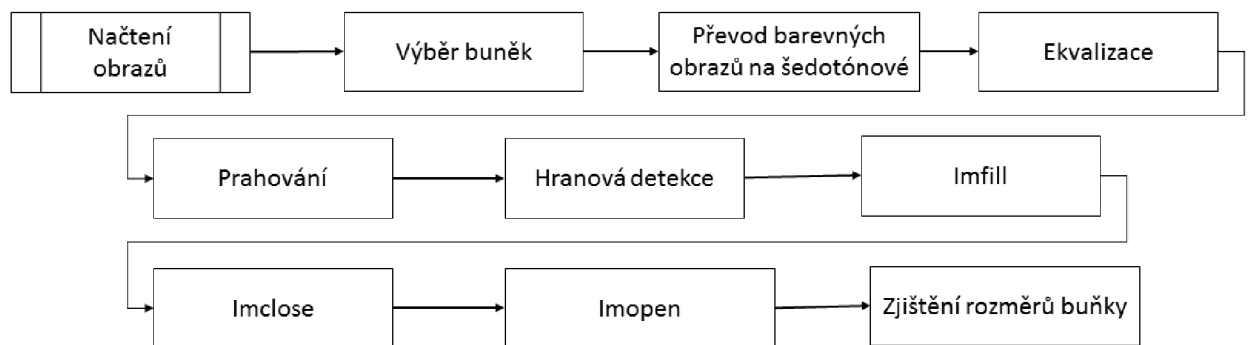 Načtení
obrazů
Výběr buněk
Převod barevných
obrazů na šedotónové
Ekvalizace
Prahování
Hranová detekce
Imfill
Imclose
Imopen
Zjištění rozměrů buňky